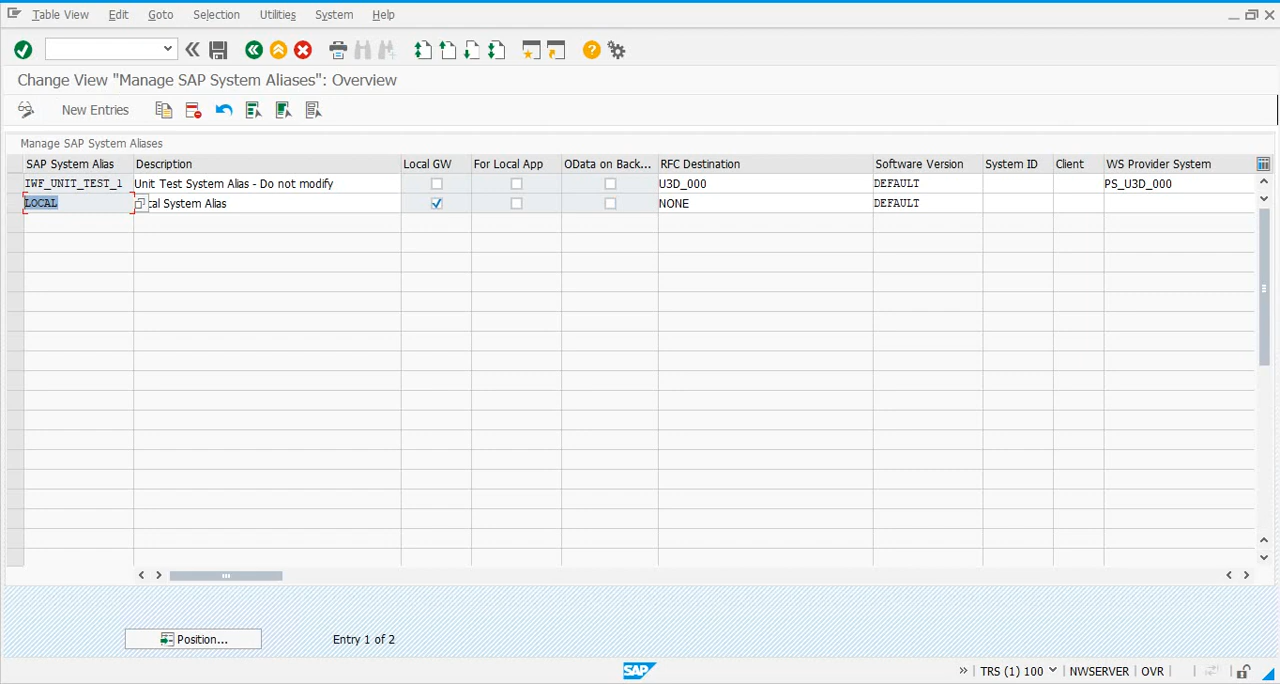 Table View Edit Goto Selection Utilities System Help
Change View "Manage SAP System Aliases": Overview
New Entries
Manage SAP System Aliases
SAP System Alias Description Local GW For Local App OData on Back... RFC Destination Software Version System ID Client WS Provider System
IWF_UNIT_TEST_1 Unit Test System Alias - Do not modify U3D_000 DEFAULT PS_U3D_000
LOCAL cal System Alias NONE DEFAULT
Position... Entry 1 of 2
SAP TRS (1) 100 NWSERVER OVR